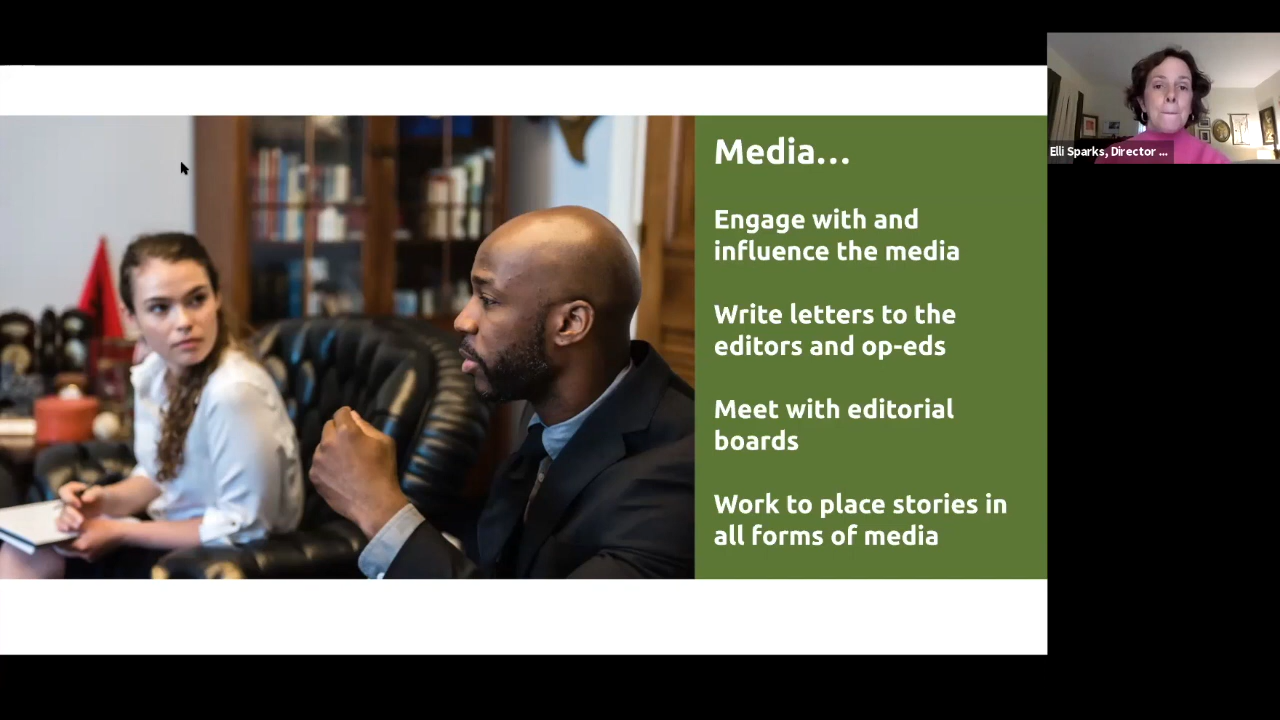 Media...
Engage with and
influence the media
Write letters to the
editors and op-eds
Meet with editorial
boards
Work to place stories in
all forms of media
Elli Sparks, Director ...